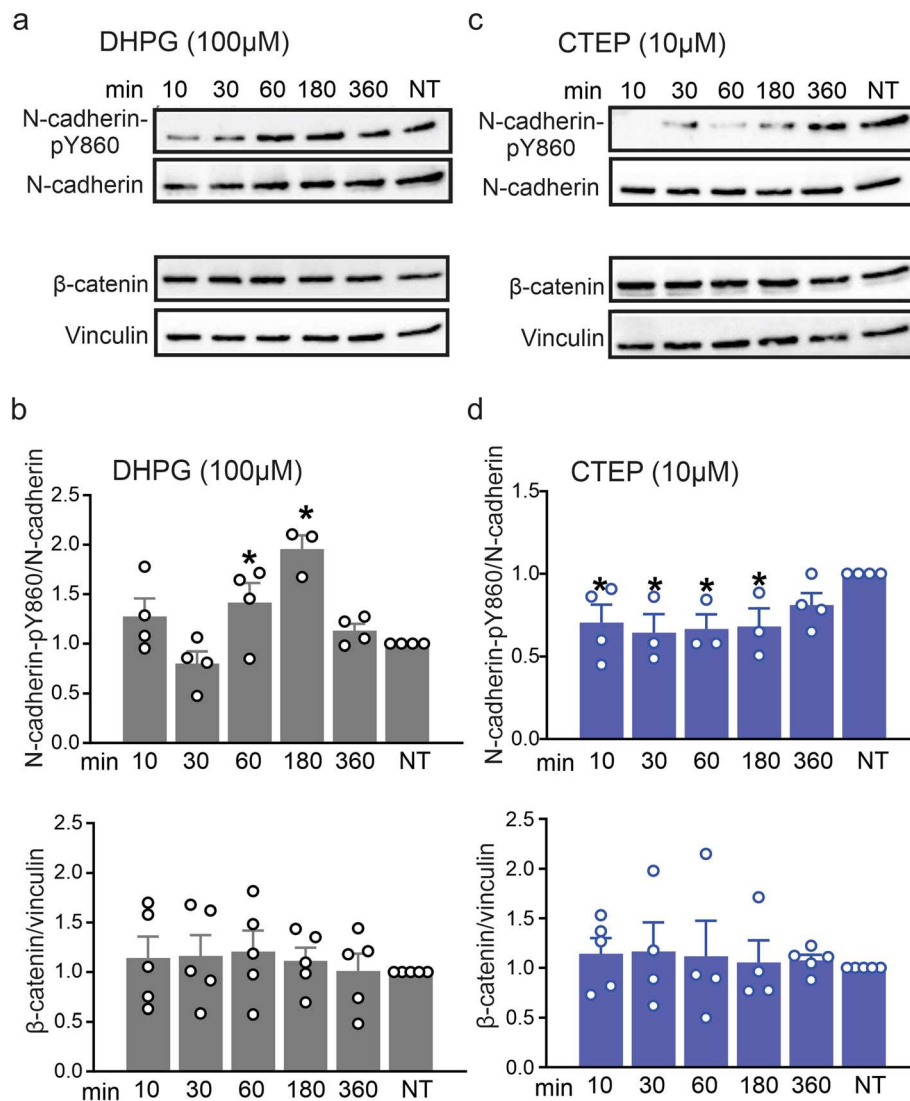 a
DHPG (100µM)
min 10 30 60 180 360 NT
N-cadherin-
pY860
N-cadherin
β-catenin
Vinculin
c
CTEP (10µM)
min 10 30 60 180 360 NT
N-cadherin-
pY860
N-cadherin
β-catenin
Vinculin
b
DHPG (100µM)
N-cadherin-pY860/N-cadherin
2.5
2.0
1.5
1.0
0.5
0.0
* *
min 10 30 60 180 360 NT
β-catenin/vinculin
2.5
2.0
1.5
1.0
0.5
0.0
min 10 30 60 180 360 NT
d
CTEP (10µM)
N-cadherin-pY860/N-cadherin
1.5
1.0
0.5
0.0
* * * *
min 10 30 60 180 360 NT
β-catenin/vinculin
2.5
2.0
1.5
1.0
0.5
0.0
min 10 30 60 180 360 NT